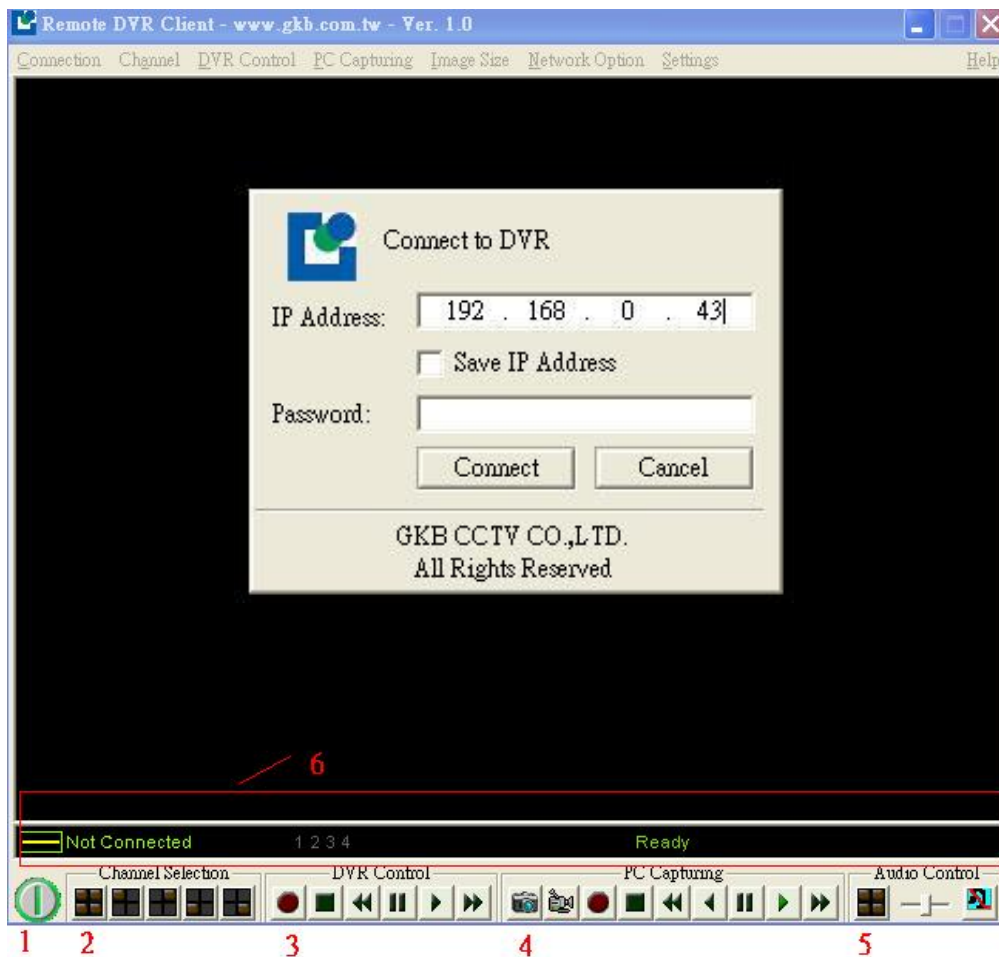 Remote DVR Client - www.gkb.com.tw - Ver. 1.0
Connection Channel DVR Control PC Capturing Image Size Network Option Settings Help
Connect to DVR
IP Address: 192 . 168 . 0 . 43
Save IP Address
Password:
Connect Cancel
GKB CCTV CO.,LTD.
All Rights Reserved
6
Not Connected 1 2 3 4 Ready
Channel Selection DVR Control PC Capturing Audio Control
1 2 3 4 5